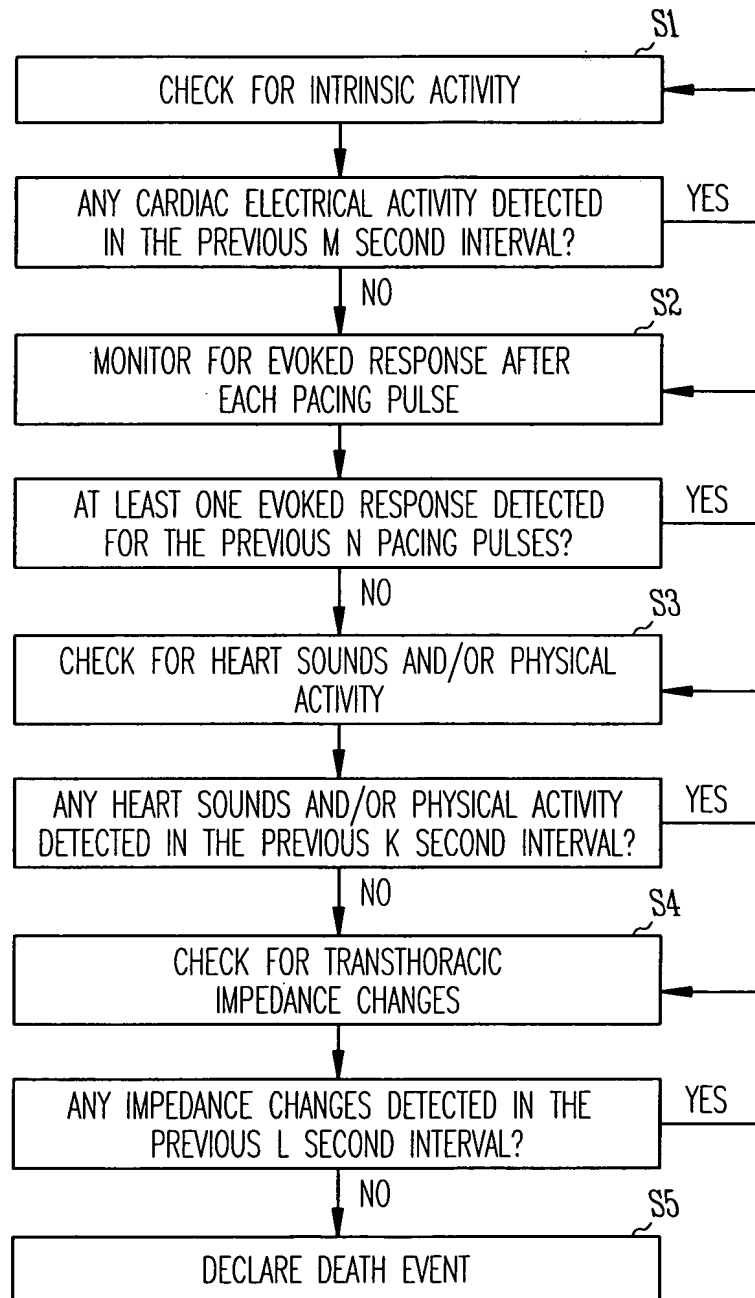 S1
CHECK FOR INTRINSIC ACTIVITY
ANY CARDIAC ELECTRICAL ACTIVITY DETECTED
IN THE PREVIOUS M SECOND INTERVAL?
YES
NO
S2
MONITOR FOR EVOKED RESPONSE AFTER
EACH PACING PULSE
AT LEAST ONE EVOKED RESPONSE DETECTED
FOR THE PREVIOUS N PACING PULSES?
YES
NO
S3
CHECK FOR HEART SOUNDS AND/OR PHYSICAL
ACTIVITY
ANY HEART SOUNDS AND/OR PHYSICAL ACTIVITY
DETECTED IN THE PREVIOUS K SECOND INTERVAL?
YES
NO
S4
CHECK FOR TRANSTHORACIC
IMPEDANCE CHANGES
ANY IMPEDANCE CHANGES DETECTED IN THE
PREVIOUS L SECOND INTERVAL?
YES
NO
S5
DECLARE DEATH EVENT